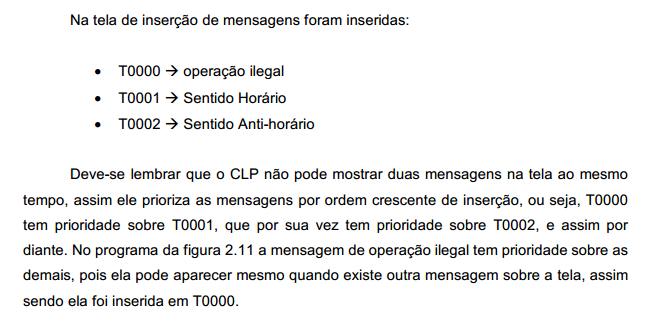 Na tela de inserção de mensagens foram inseridas:
• T0000 → operação ilegal
• T0001 → Sentido Horário
• T0002 → Sentido Anti-horário
Deve-se lembrar que o CLP não pode mostrar duas mensagens na tela ao mesmo
tempo, assim ele prioriza as mensagens por ordem crescente de inserção, ou seja, T0000
tem prioridade sobre T0001, que por sua vez tem prioridade sobre T0002, e assim por
diante. No programa da figura 2.11 a mensagem de operação ilegal tem prioridade sobre as
demais, pois ela pode aparecer mesmo quando existe outra mensagem sobre a tela, assim
sendo ela foi inserida em T0000.